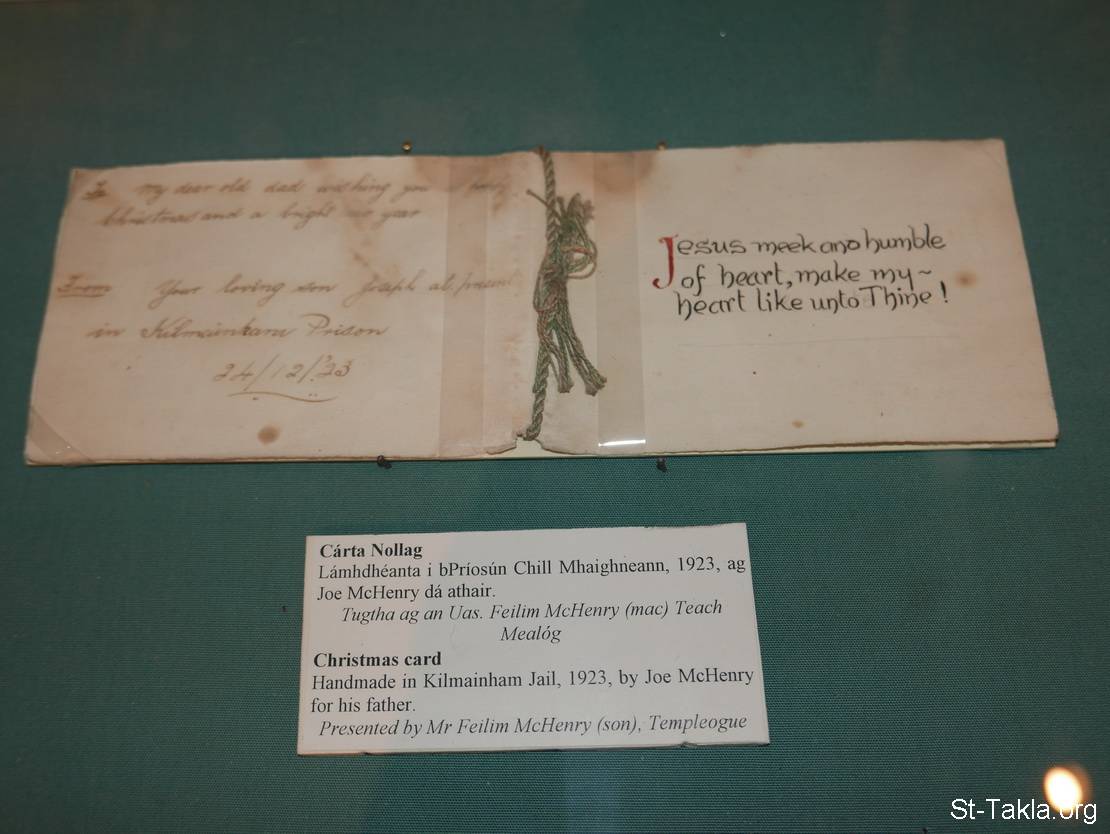 To my dear old dad wishing you a
Christmas and a bright new year
From Your loving son Joseph at present
in Kilmainham Prison
24/12/'23
Jesus meek and humble
of heart, make my~
heart like unto Thine!
Cárta Nollag
Lámhdhéanta i bPríosún Chill Mhaighneann, 1923, ag
Joe McHenry dá athair.
Tugtha ag an Uas. Feilim McHenry (mac) Teach
Mealóg
Christmas card
Handmade in Kilmainham Jail, 1923, by Joe McHenry
for his father.
Presented by Mr Feilim McHenry (son), Templeogue
St-Takla.org